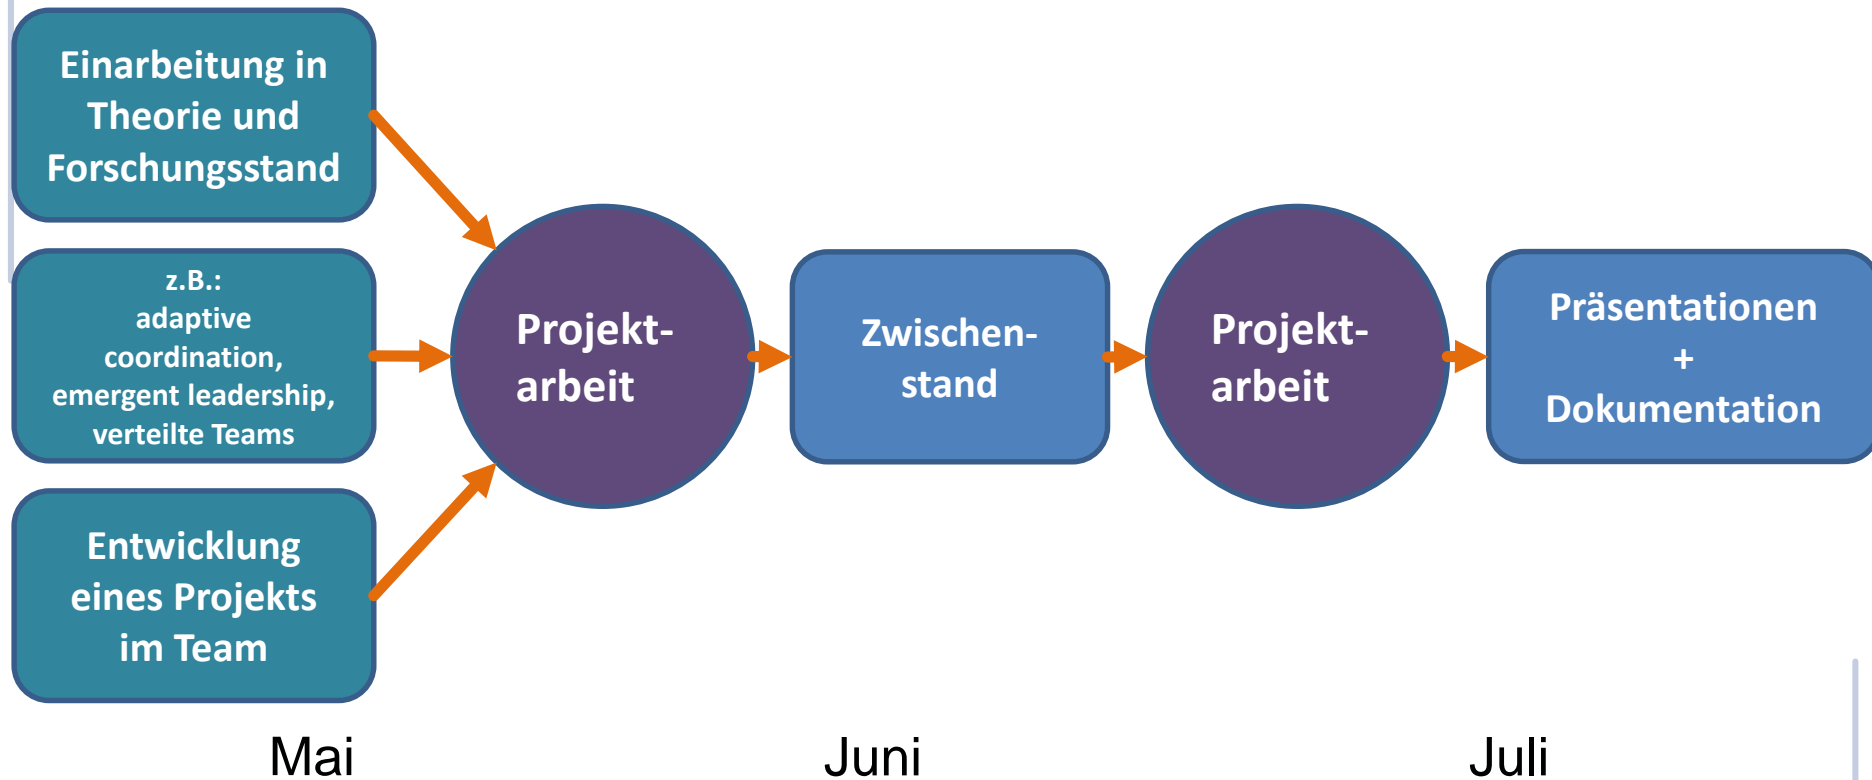 Einarbeitung in
Theorie und
Forschungsstand
z.B.:
adaptive
coordination,
emergent leadership,
verteilte Teams
Entwicklung
eines Projekts
im Team
Projekt-
arbeit
Zwischen-
stand
Projekt-
arbeit
Präsentationen
+
Dokumentation
Mai
Juni
Juli